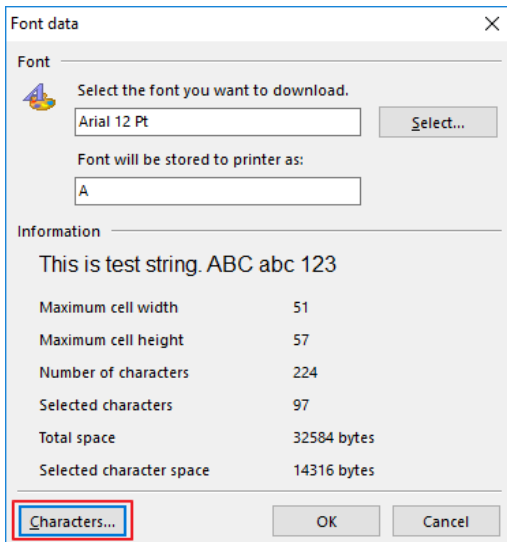 Font data
Font
Select the font you want to download.
Arial 12 Pt
Select...
Font will be stored to printer as:
A
Information
This is test string. ABC abc 123
Maximum cell width 51
Maximum cell height 57
Number of characters 224
Selected characters 97
Total space 32584 bytes
Selected character space 14316 bytes
Characters... OK Cancel